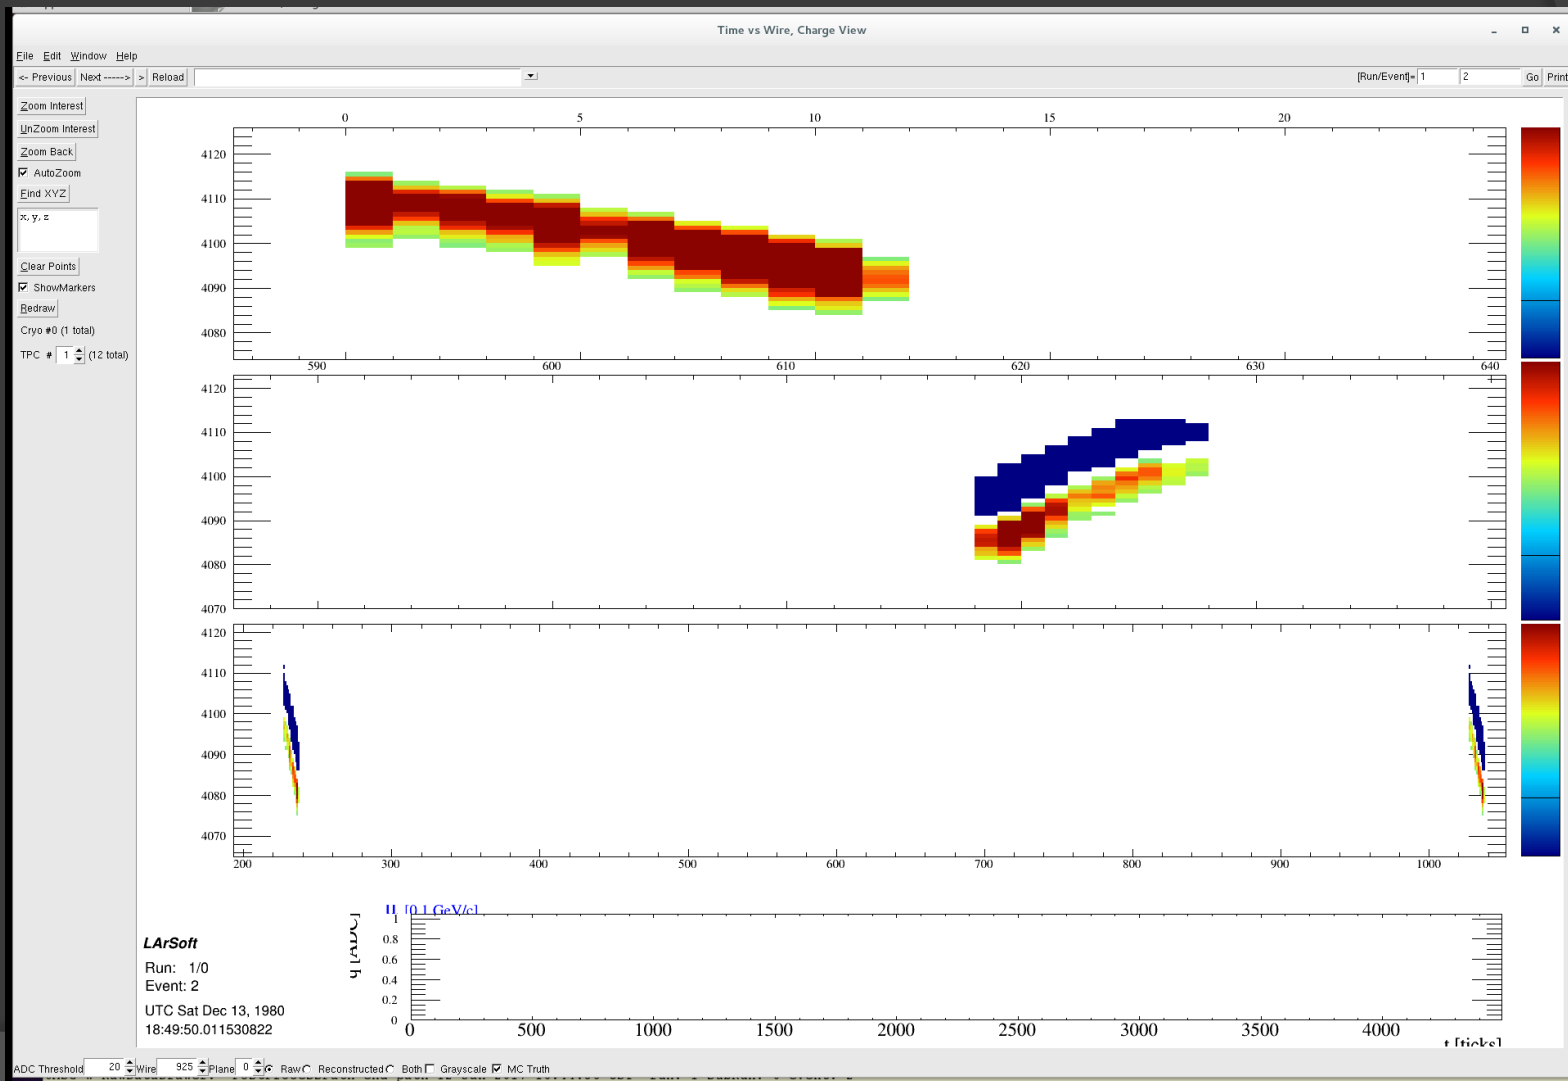 Time vs Wire, Charge View
File Edit Window Help
<- Previous Next -----> > Reload [Run/Event]= 1 2 Go Print
Zoom Interest
UnZoom Interest
Zoom Back
AutoZoom
Find XYZ
x, y, z
Clear Points
ShowMarkers
Redraw
Cryo #0 (1 total)
TPC # 1 (12 total)
0 5 10 15 20
4120
4110
4100
4090
4080
590 600 610 620 630 640
4120
4110
4100
4090
4080
4070
4120
4110
4100
4090
4080
4070
200 300 400 500 600 700 800 900 1000
[0.1 GeV/c]
q [ADC]
1
0.8
0.6
0.4
0.2
0
0 500 1000 1500 2000 2500 3000 3500 4000
t [ticks]
LArSoft
Run: 1/0
Event: 2
UTC Sat Dec 13, 1980
18:49:50.011530822
ADC Threshold 20 Wire 925 Plane 0 Raw Reconstructed Both Grayscale MC Truth